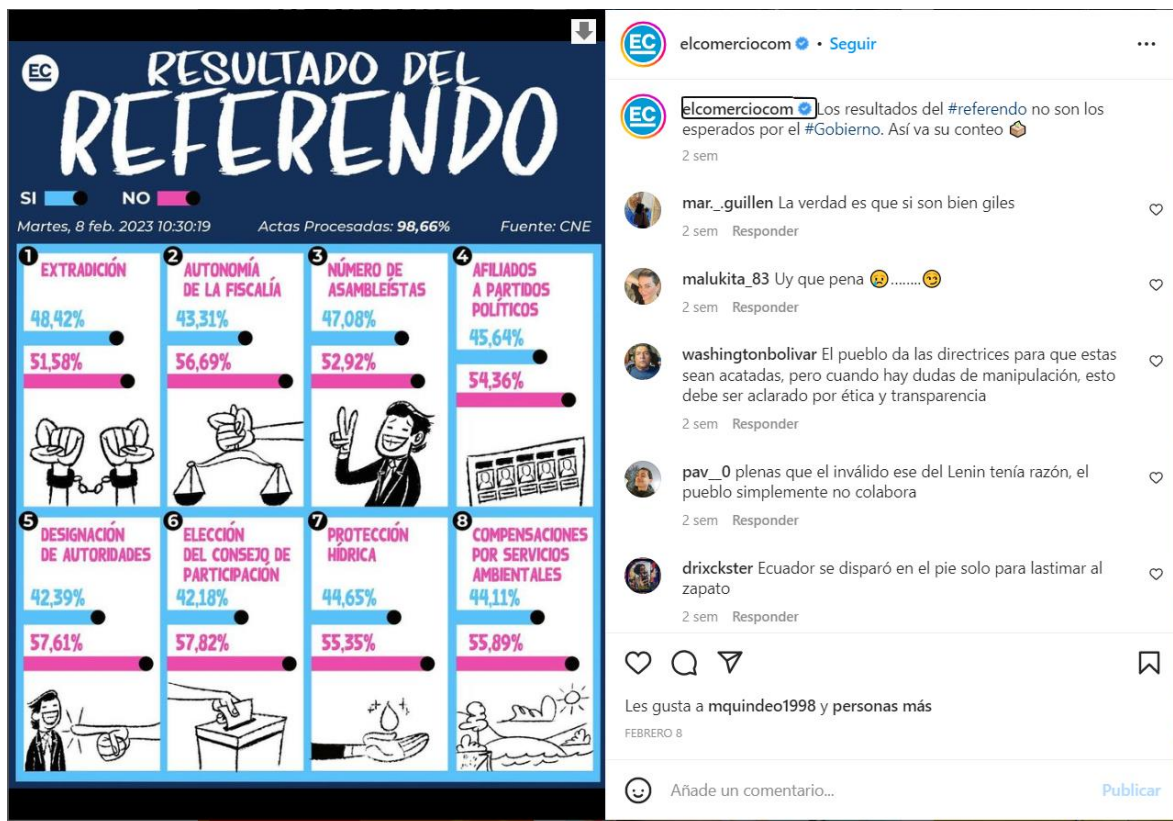 EC
RESULTADO DEL
REFERENDO
SI NO
Martes, 8 feb. 2023 10:30:19 Actas Procesadas: 98,66% Fuente: CNE
1 EXTRADICIÓN
48,42%
51,58%
2 AUTONOMÍA
DE LA FISCALÍA
43,31%
56,69%
3 NÚMERO DE
ASAMBLEÍSTAS
47,08%
52,92%
4 AFILIADOS
A PARTIDOS
POLÍTICOS
45,64%
54,36%
5 DESIGNACIÓN
DE AUTORIDADES
42,39%
57,61%
6 ELECCIÓN
DEL CONSEJO DE
PARTICIPACIÓN
42,18%
57,82%
7 PROTECCIÓN
HÍDRICA
44,65%
55,35%
8 COMPENSACIONES
POR SERVICIOS
AMBIENTALES
44,11%
55,89%
EC
elcomerciocom • Seguir
EC
elcomerciocom Los resultados del #referendo no son los
esperados por el #Gobierno. Así va su conteo
2 sem
mar._.guillen La verdad es que si son bien giles
2 sem Responder
malukita_83 Uy que pena 😥........😏
2 sem Responder
washingtonbolivar El pueblo da las directrices para que estas
sean acatadas, pero cuando hay dudas de manipulación, esto
debe ser aclarado por ética y transparencia
2 sem Responder
pav__0 plenas que el inválido ese del Lenin tenía razón, el
pueblo simplemente no colabora
2 sem Responder
drixckster Ecuador se disparó en el pie solo para lastimar al
zapato
2 sem Responder
Les gusta a mquindeo1998 y personas más
FEBRERO 8
Añade un comentario... Publicar